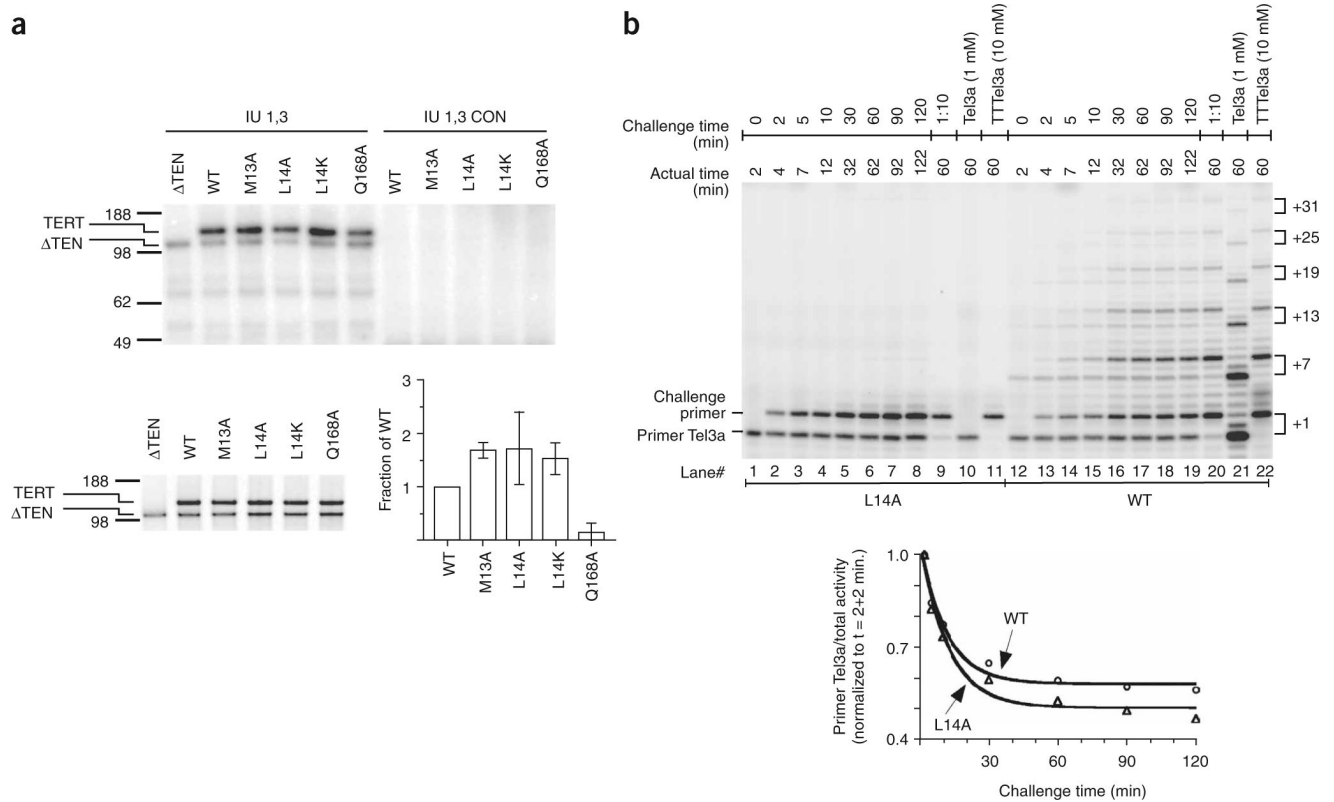 a
IU 1,3
IU 1,3 CON
ΔTEN
WT
M13A
L14A
L14K
Q168A
WT
M13A
L14A
L14K
Q168A
TERT
ΔTEN
188
98
62
49
ΔTEN
WT
M13A
L14A
L14K
Q168A
TERT
ΔTEN
188
98
Fraction of WT
3
2
1
WT
M13A
L14A
L14K
Q168A
b
Challenge time
(min)
0 2 5 10 30 60 90 120 1:10 Tel3a (1 mM) TTTTel3a (10 mM) 0 2 5 10 30 60 90 120 1:10 Tel3a (1 mM) TTTTel3a (10 mM)
Actual time
(min)
2 4 7 12 32 62 92 122 60 60 60 2 4 7 12 32 62 92 122 60 60 60
+31
+25
+19
+13
+7
+1
Challenge
primer
Primer Tel3a
Lane#
1 2 3 4 5 6 7 8 9 10 11 12 13 14 15 16 17 18 19 20 21 22
L14A
WT
Primer Tel3a/total activity
(normalized to t = 2+2 min.)
1.0
0.7
0.4
WT
L14A
30 60 90 120
Challenge time (min)